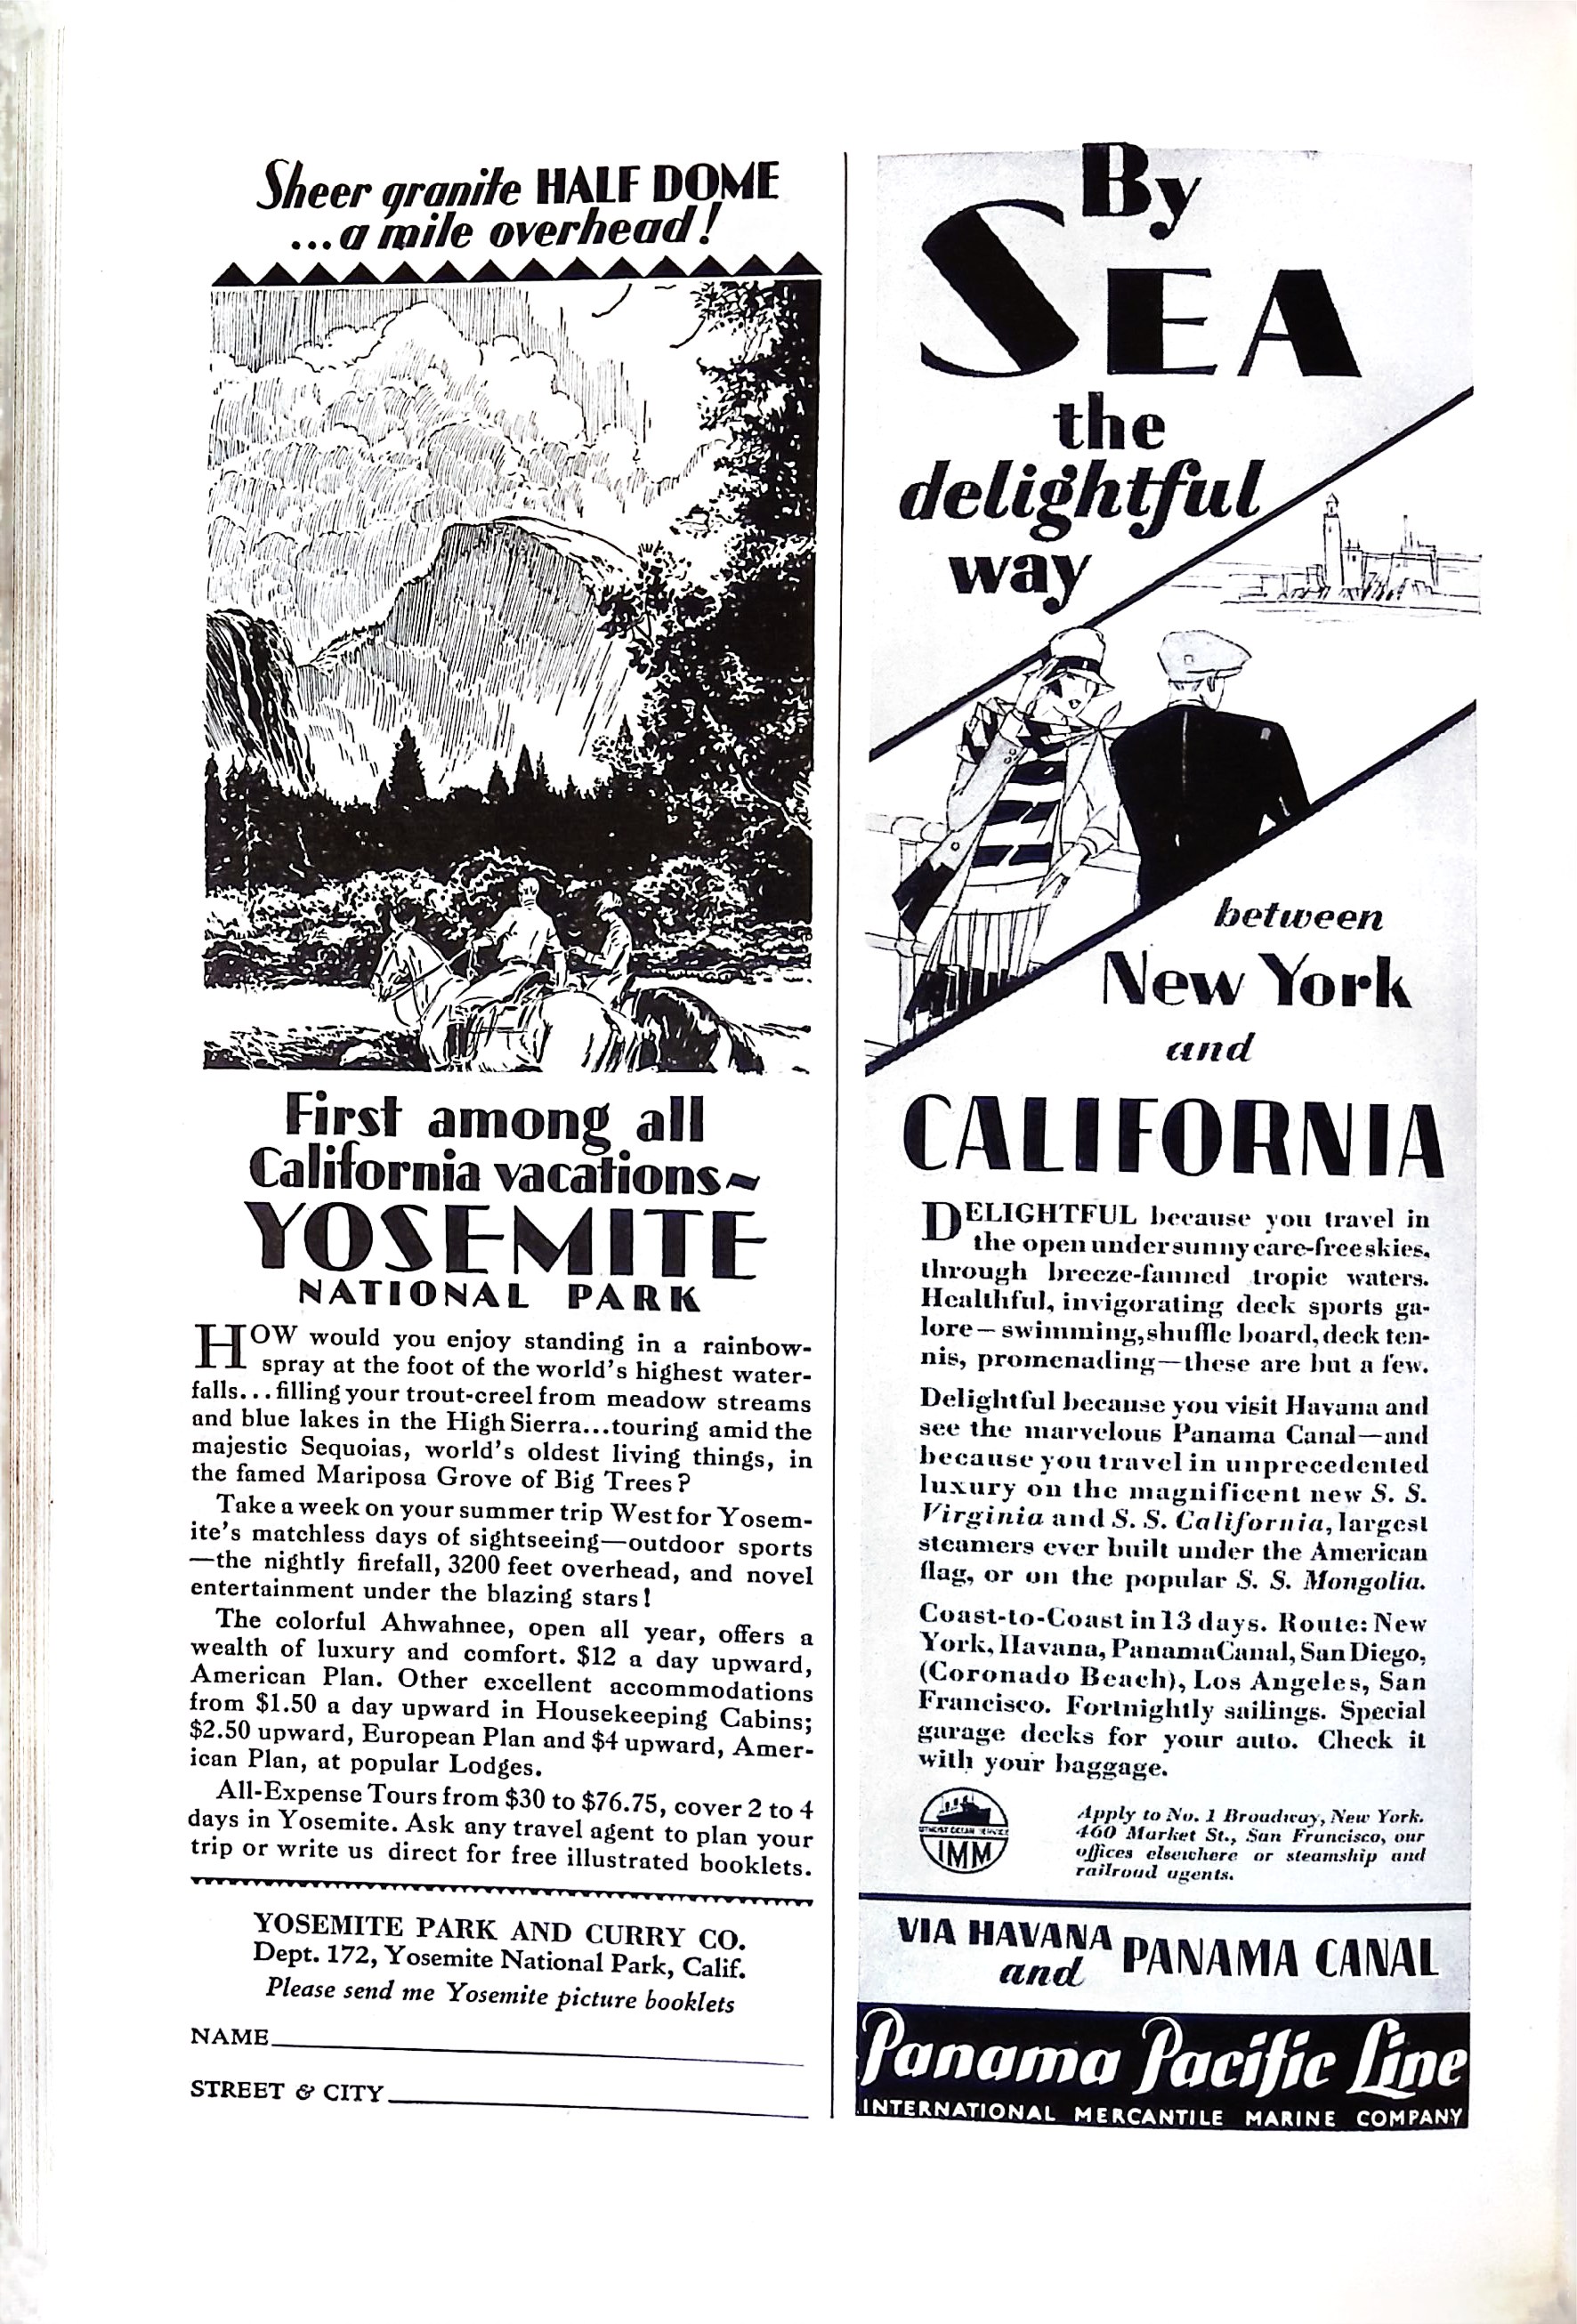 Sheer granite HALF DOME
...a mile overhead!
First among all
California vacations~
YOSEMITE
NATIONAL PARK
HOW would you enjoy standing in a rainbow-
spray at the foot of the world's highest water-
falls...filling your trout-creel from meadow streams
and blue lakes in the High Sierra...touring amid the
majestic Sequoias, world's oldest living things, in
the famed Mariposa Grove of Big Trees?
Take a week on your summer trip West for Yosem-
ite's matchless days of sightseeing—outdoor sports
—the nightly firefall, 3200 feet overhead, and novel
entertainment under the blazing stars!
The colorful Ahwahnee, open all year, offers a
wealth of luxury and comfort. $12 a day upward,
American Plan. Other excellent accommodations
from $1.50 a day upward in Housekeeping Cabins;
$2.50 upward, European Plan and $4 upward, Amer-
ican Plan, at popular Lodges.
All-Expense Tours from $30 to $76.75, cover 2 to 4
days in Yosemite. Ask any travel agent to plan your
trip or write us direct for free illustrated booklets.
YOSEMITE PARK AND CURRY CO.
Dept. 172, Yosemite National Park, Calif.
Please send me Yosemite picture booklets
NAME
STREET & CITY
By
SEA
the
delightful
way
between
New York
and
CALIFORNIA
DELIGHTFUL because you travel in
the open under sunny care-free skies,
through breeze-fanned tropic waters.
Healthful, invigorating deck sports ga-
lore—swimming, shuffle board, deck ten-
nis, promenading—these are but a few.
Delightful because you visit Havana and
see the marvelous Panama Canal—and
because you travel in unprecedented
luxury on the magnificent new S. S.
Virginia and S. S. California, largest
steamers ever built under the American
flag, or on the popular S. S. Mongolia.
Coast-to-Coast in 13 days. Route: New
York, Havana, Panama Canal, San Diego,
(Coronado Beach), Los Angeles, San
Francisco. Fortnightly sailings. Special
garage decks for your auto. Check it
with your baggage.
IMM
Apply to No. 1 Broadway, New York.
460 Market St., San Francisco, our
offices elsewhere or steamship and
railroad agents.
VIA HAVANA
and PANAMA CANAL
Panama Pacific Line
INTERNATIONAL MERCANTILE MARINE COMPANY